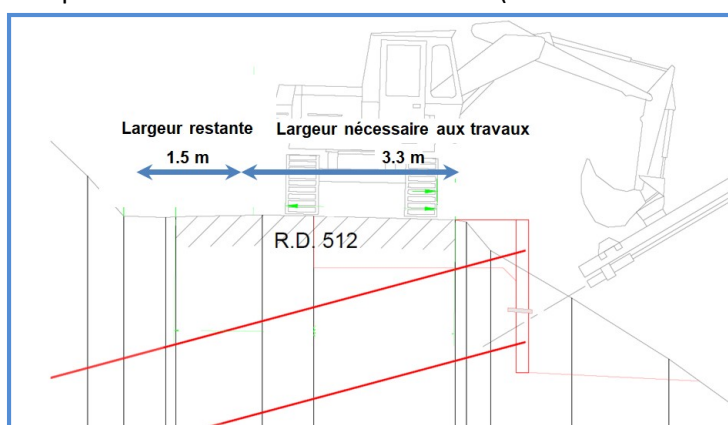 Largeur restante
1.5 m
Largeur nécessaire aux travaux
3.3 m
R.D. 512